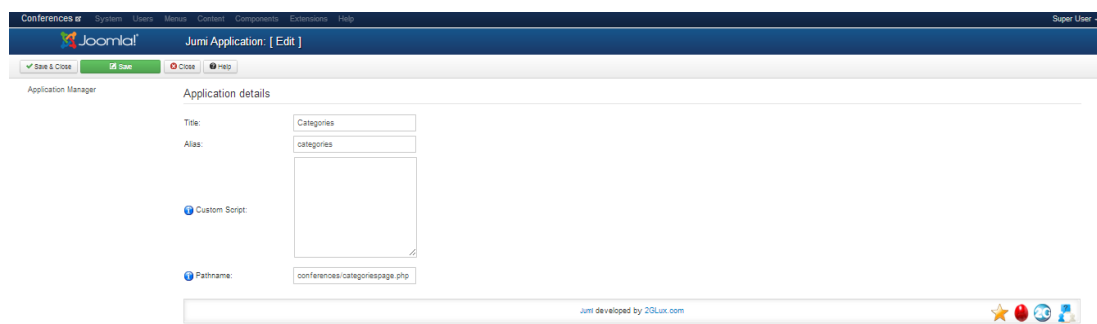 Conferences System Users Menus Content Components Extensions Help Super User
Joomla! Jumi Application: [ Edit ]
Save & Close Save Close Help
Application Manager
Application details
Title: Categories
Alias: categories
Custom Script:
Pathname: conferences/categoriespage.php
Jumi developed by 2GLux.com
2G